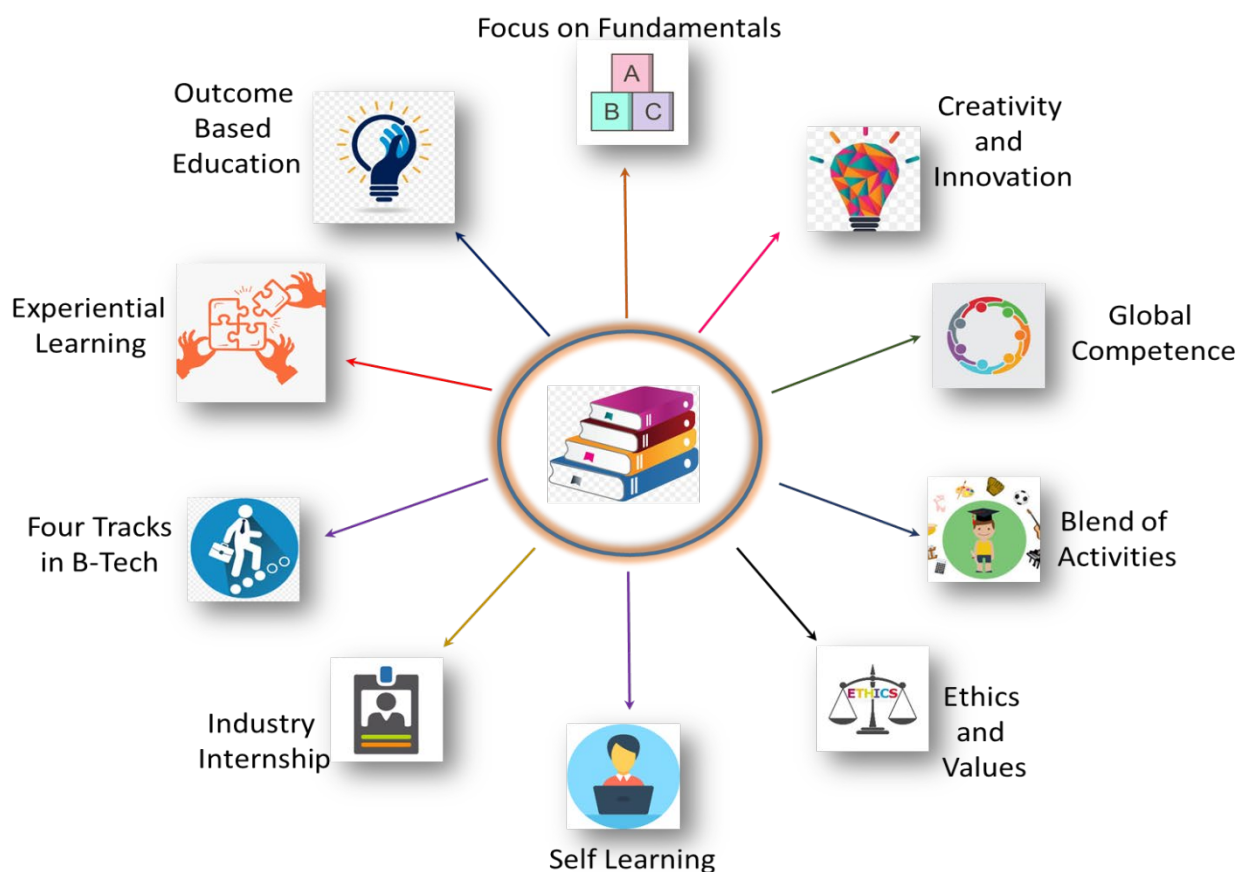 Focus on Fundamentals
A
B C
Outcome
Based
Education
Creativity
and
Innovation
Experiential
Learning
Global
Competence
Four Tracks
in B-Tech
Blend of
Activities
Industry
Internship
ETHICS
Ethics
and
Values
Self Learning